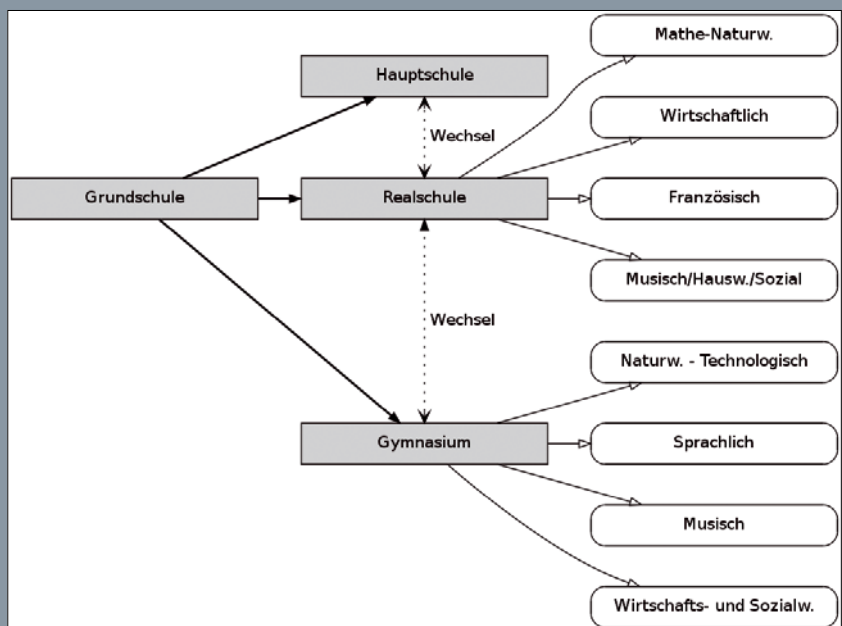 Mathe-Naturw.
Hauptschule
Wechsel
Wirtschaftlich
Grundschule
Realschule
Französisch
Musisch/Hausw./Sozial
Wechsel
Naturw. - Technologisch
Gymnasium
Sprachlich
Musisch
Wirtschafts- und Sozialw.